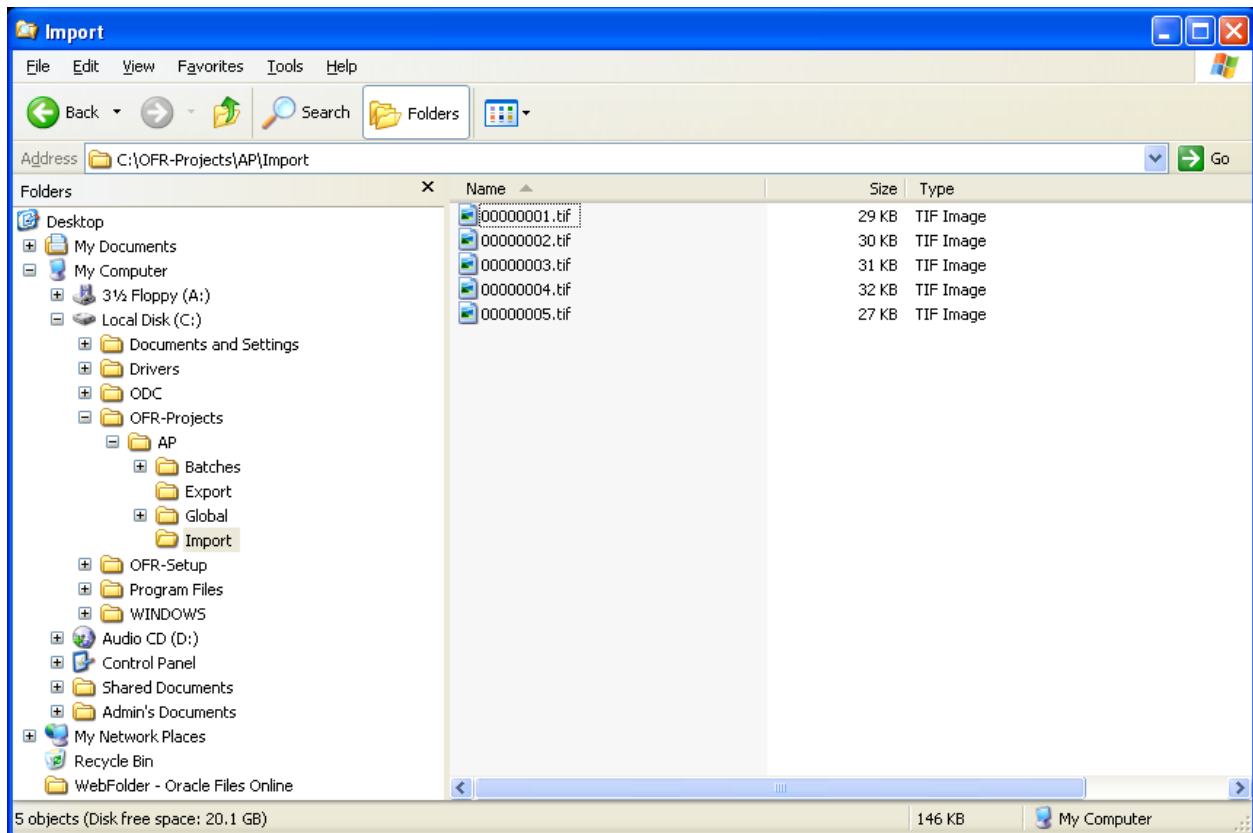 Import
File Edit View Favorites Tools Help
Back Search Folders
Address C:\OFR-Projects\AP\Import Go
Folders
Desktop
My Documents
My Computer
3½ Floppy (A:)
Local Disk (C:)
Documents and Settings
Drivers
ODC
OFR-Projects
AP
Batches
Export
Global
Import
OFR-Setup
Program Files
WINDOWS
Audio CD (D:)
Control Panel
Shared Documents
Admin's Documents
My Network Places
Recycle Bin
WebFolder - Oracle Files Online
Name Size Type
00000001.tif 29 KB TIF Image
00000002.tif 30 KB TIF Image
00000003.tif 31 KB TIF Image
00000004.tif 32 KB TIF Image
00000005.tif 27 KB TIF Image
5 objects (Disk free space: 20.1 GB) 146 KB My Computer